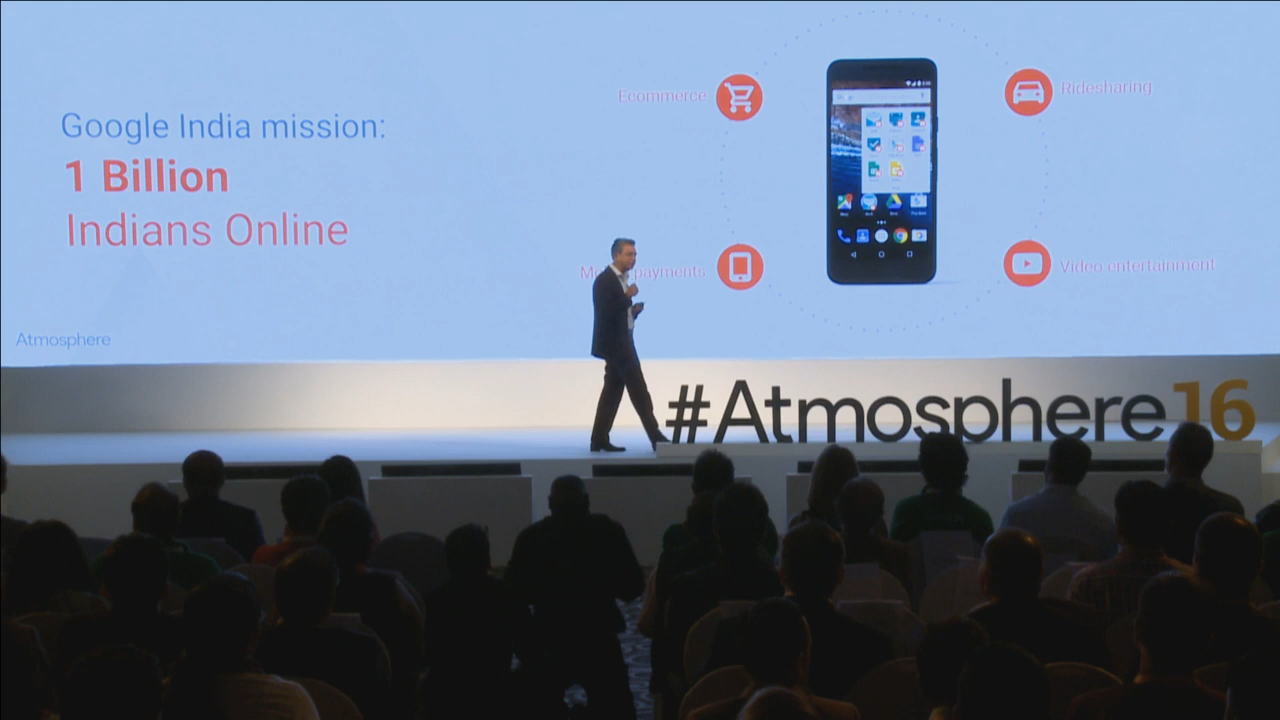 Google India mission:
1 Billion
Indians Online
Ecommerce
Ridesharing
payments
Video entertainment
Atmosphere
#Atmosphere16